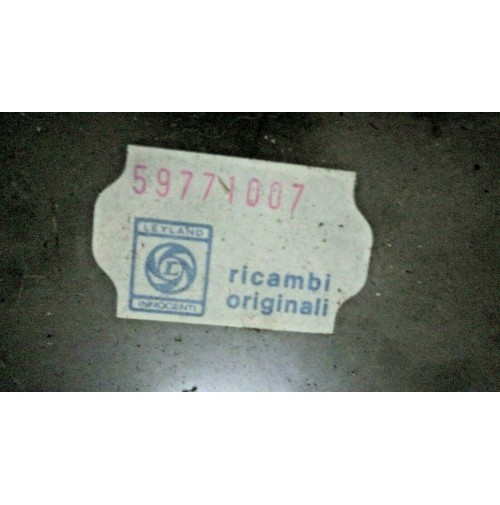 59771007
LEYLAND
L
INNOCENTI
ricambi
originali